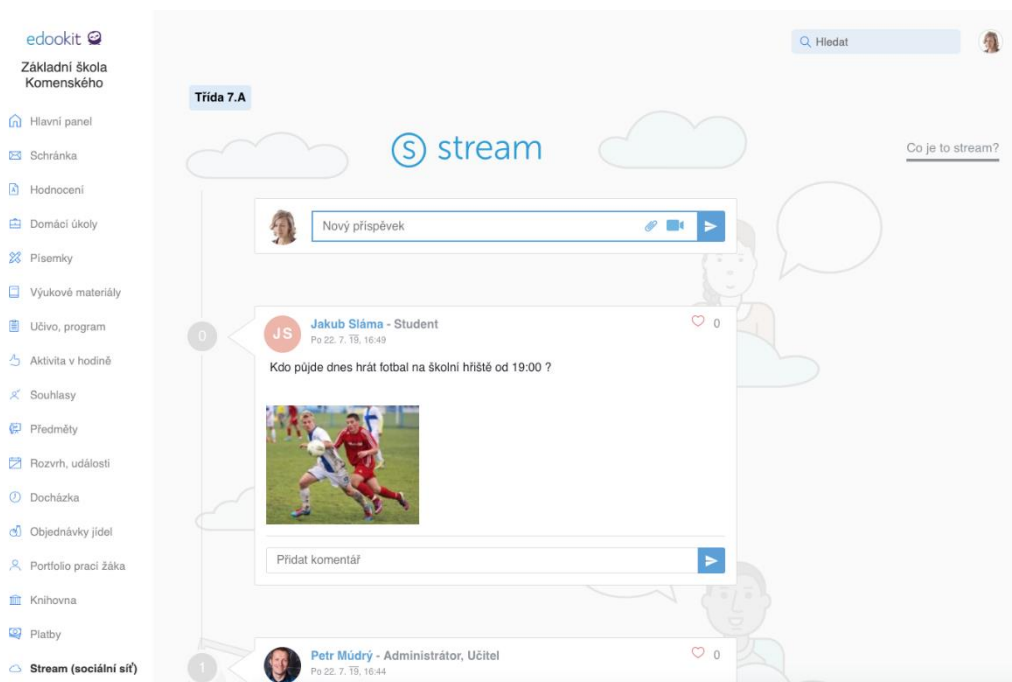 edookit
Základní škola
Komenského
Hlavní panel
Schránka
Hodnocení
Domácí úkoly
Písemky
Výukové materiály
Učivo, program
Aktivita v hodině
Souhlasy
Předměty
Rozvrh, události
Docházka
Objednávky jídel
Portfolio prací žáka
Knihovna
Platby
Stream (sociální síť)
Hledat
Třída 7.A
stream
Co je to stream?
Nový příspěvek
0
JS
Jakub Sláma - Student
0
Po 22. 7. 19, 16:49
Kdo půjde dnes hrát fotbal na školní hřiště od 19:00 ?
Přidat komentář
1
Petr Múdrý - Administrátor, Učitel
0
Po 22. 7. 19, 16:44